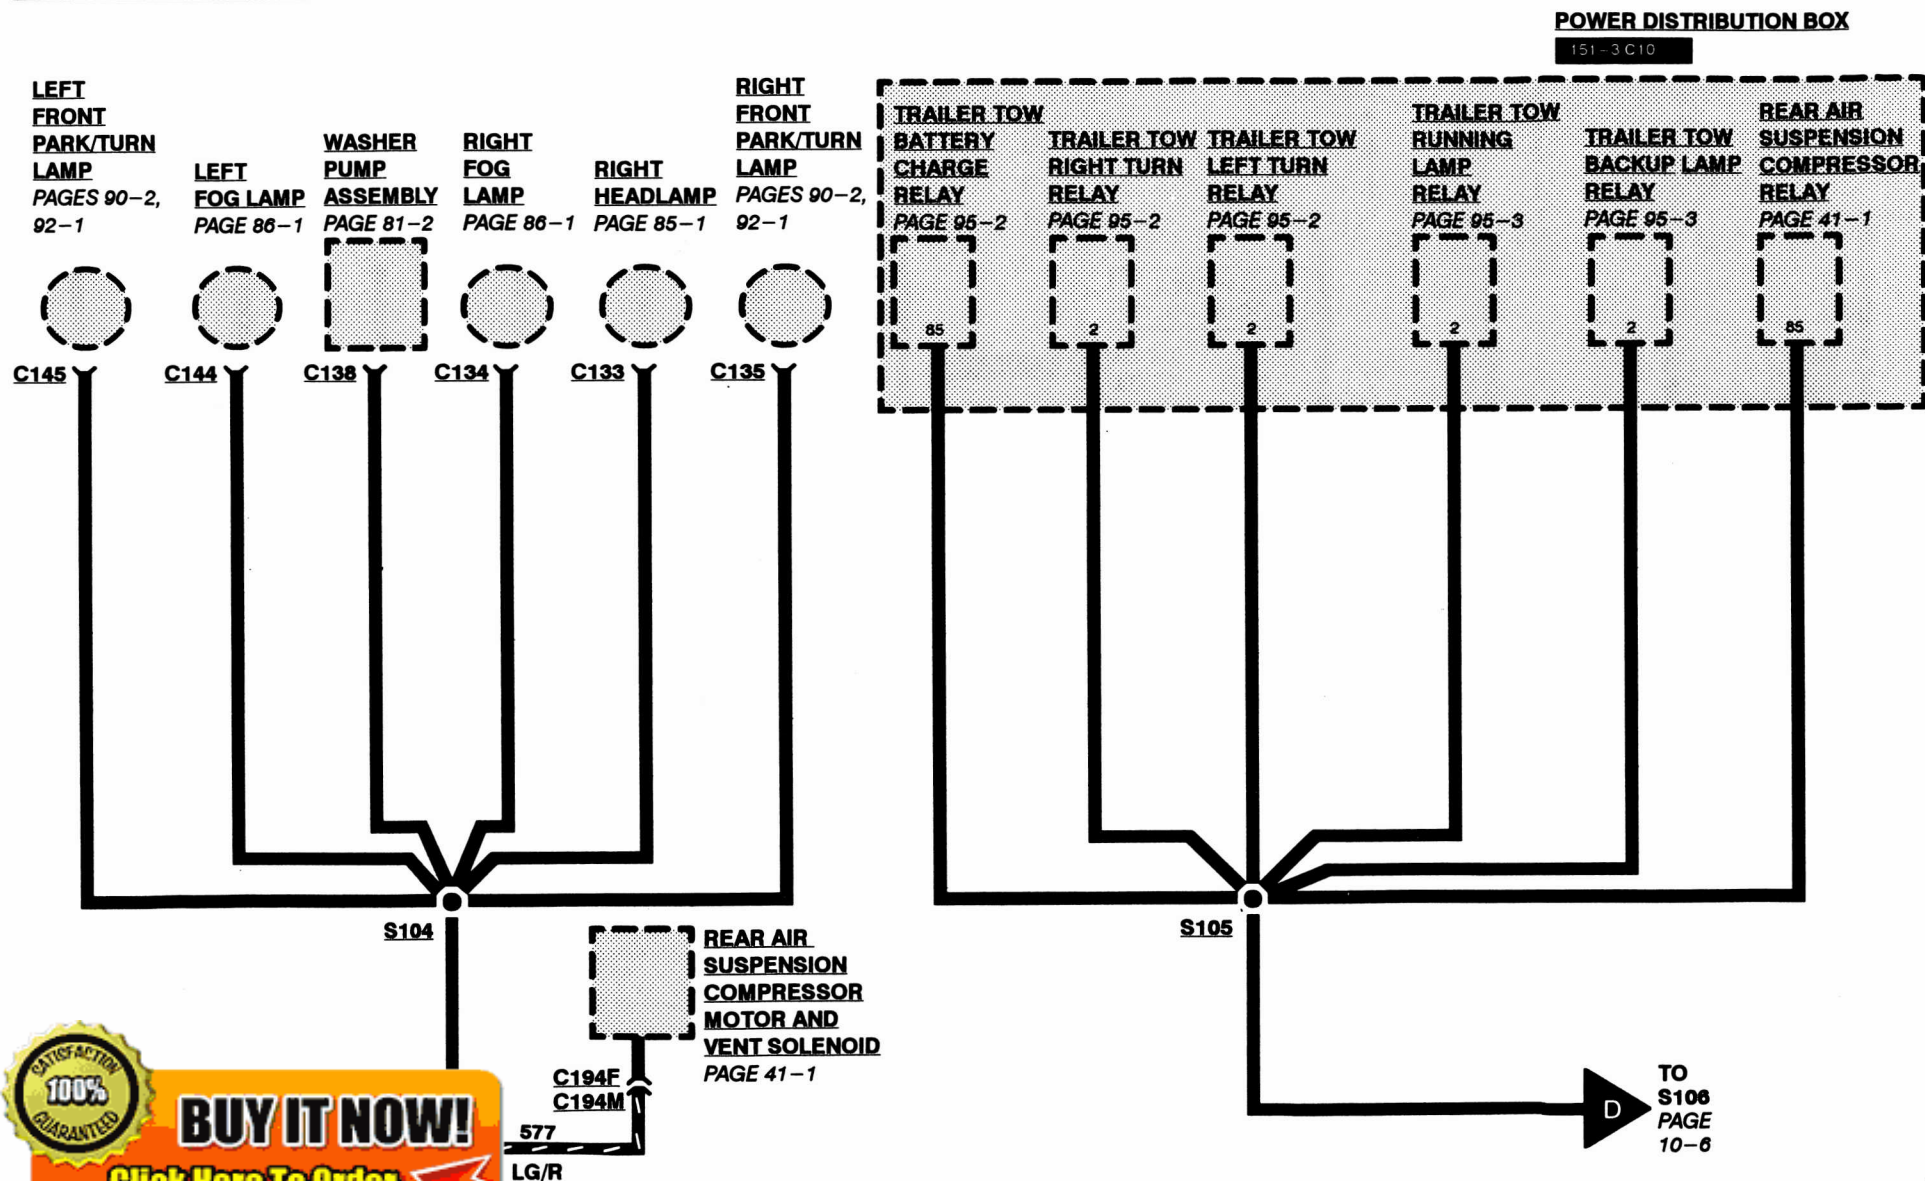 POWER DISTRIBUTION BOX
151-3 C10
LEFT
FRONT
PARK/TURN
LAMP
PAGES 90-2,
92-1
LEFT
FOG LAMP
PAGE 86-1
WASHER
PUMP
ASSEMBLY
PAGE 81-2
RIGHT
FOG
LAMP
PAGE 86-1
RIGHT
HEADLAMP
PAGE 85-1
RIGHT
FRONT
PARK/TURN
LAMP
PAGES 90-2,
92-1
TRAILER TOW
BATTERY
CHARGE
RELAY
PAGE 95-2
TRAILER TOW
RIGHT TURN
RELAY
PAGE 95-2
TRAILER TOW
LEFT TURN
RELAY
PAGE 95-2
TRAILER TOW
RUNNING
LAMP
RELAY
PAGE 95-3
TRAILER TOW
BACKUP LAMP
RELAY
PAGE 95-3
REAR AIR
SUSPENSION
COMPRESSOR
RELAY
PAGE 41-1
85
2
2
2
2
85
C145
C144
C138
C134
C133
C135
S104
S105
REAR AIR
SUSPENSION
COMPRESSOR
MOTOR AND
VENT SOLENOID
PAGE 41-1
C194F
C194M
577
LG/R
D
TO
S106
PAGE
10-6
SATISFACTION
100%
GUARANTEED
BUY IT NOW!
Click Here To Order